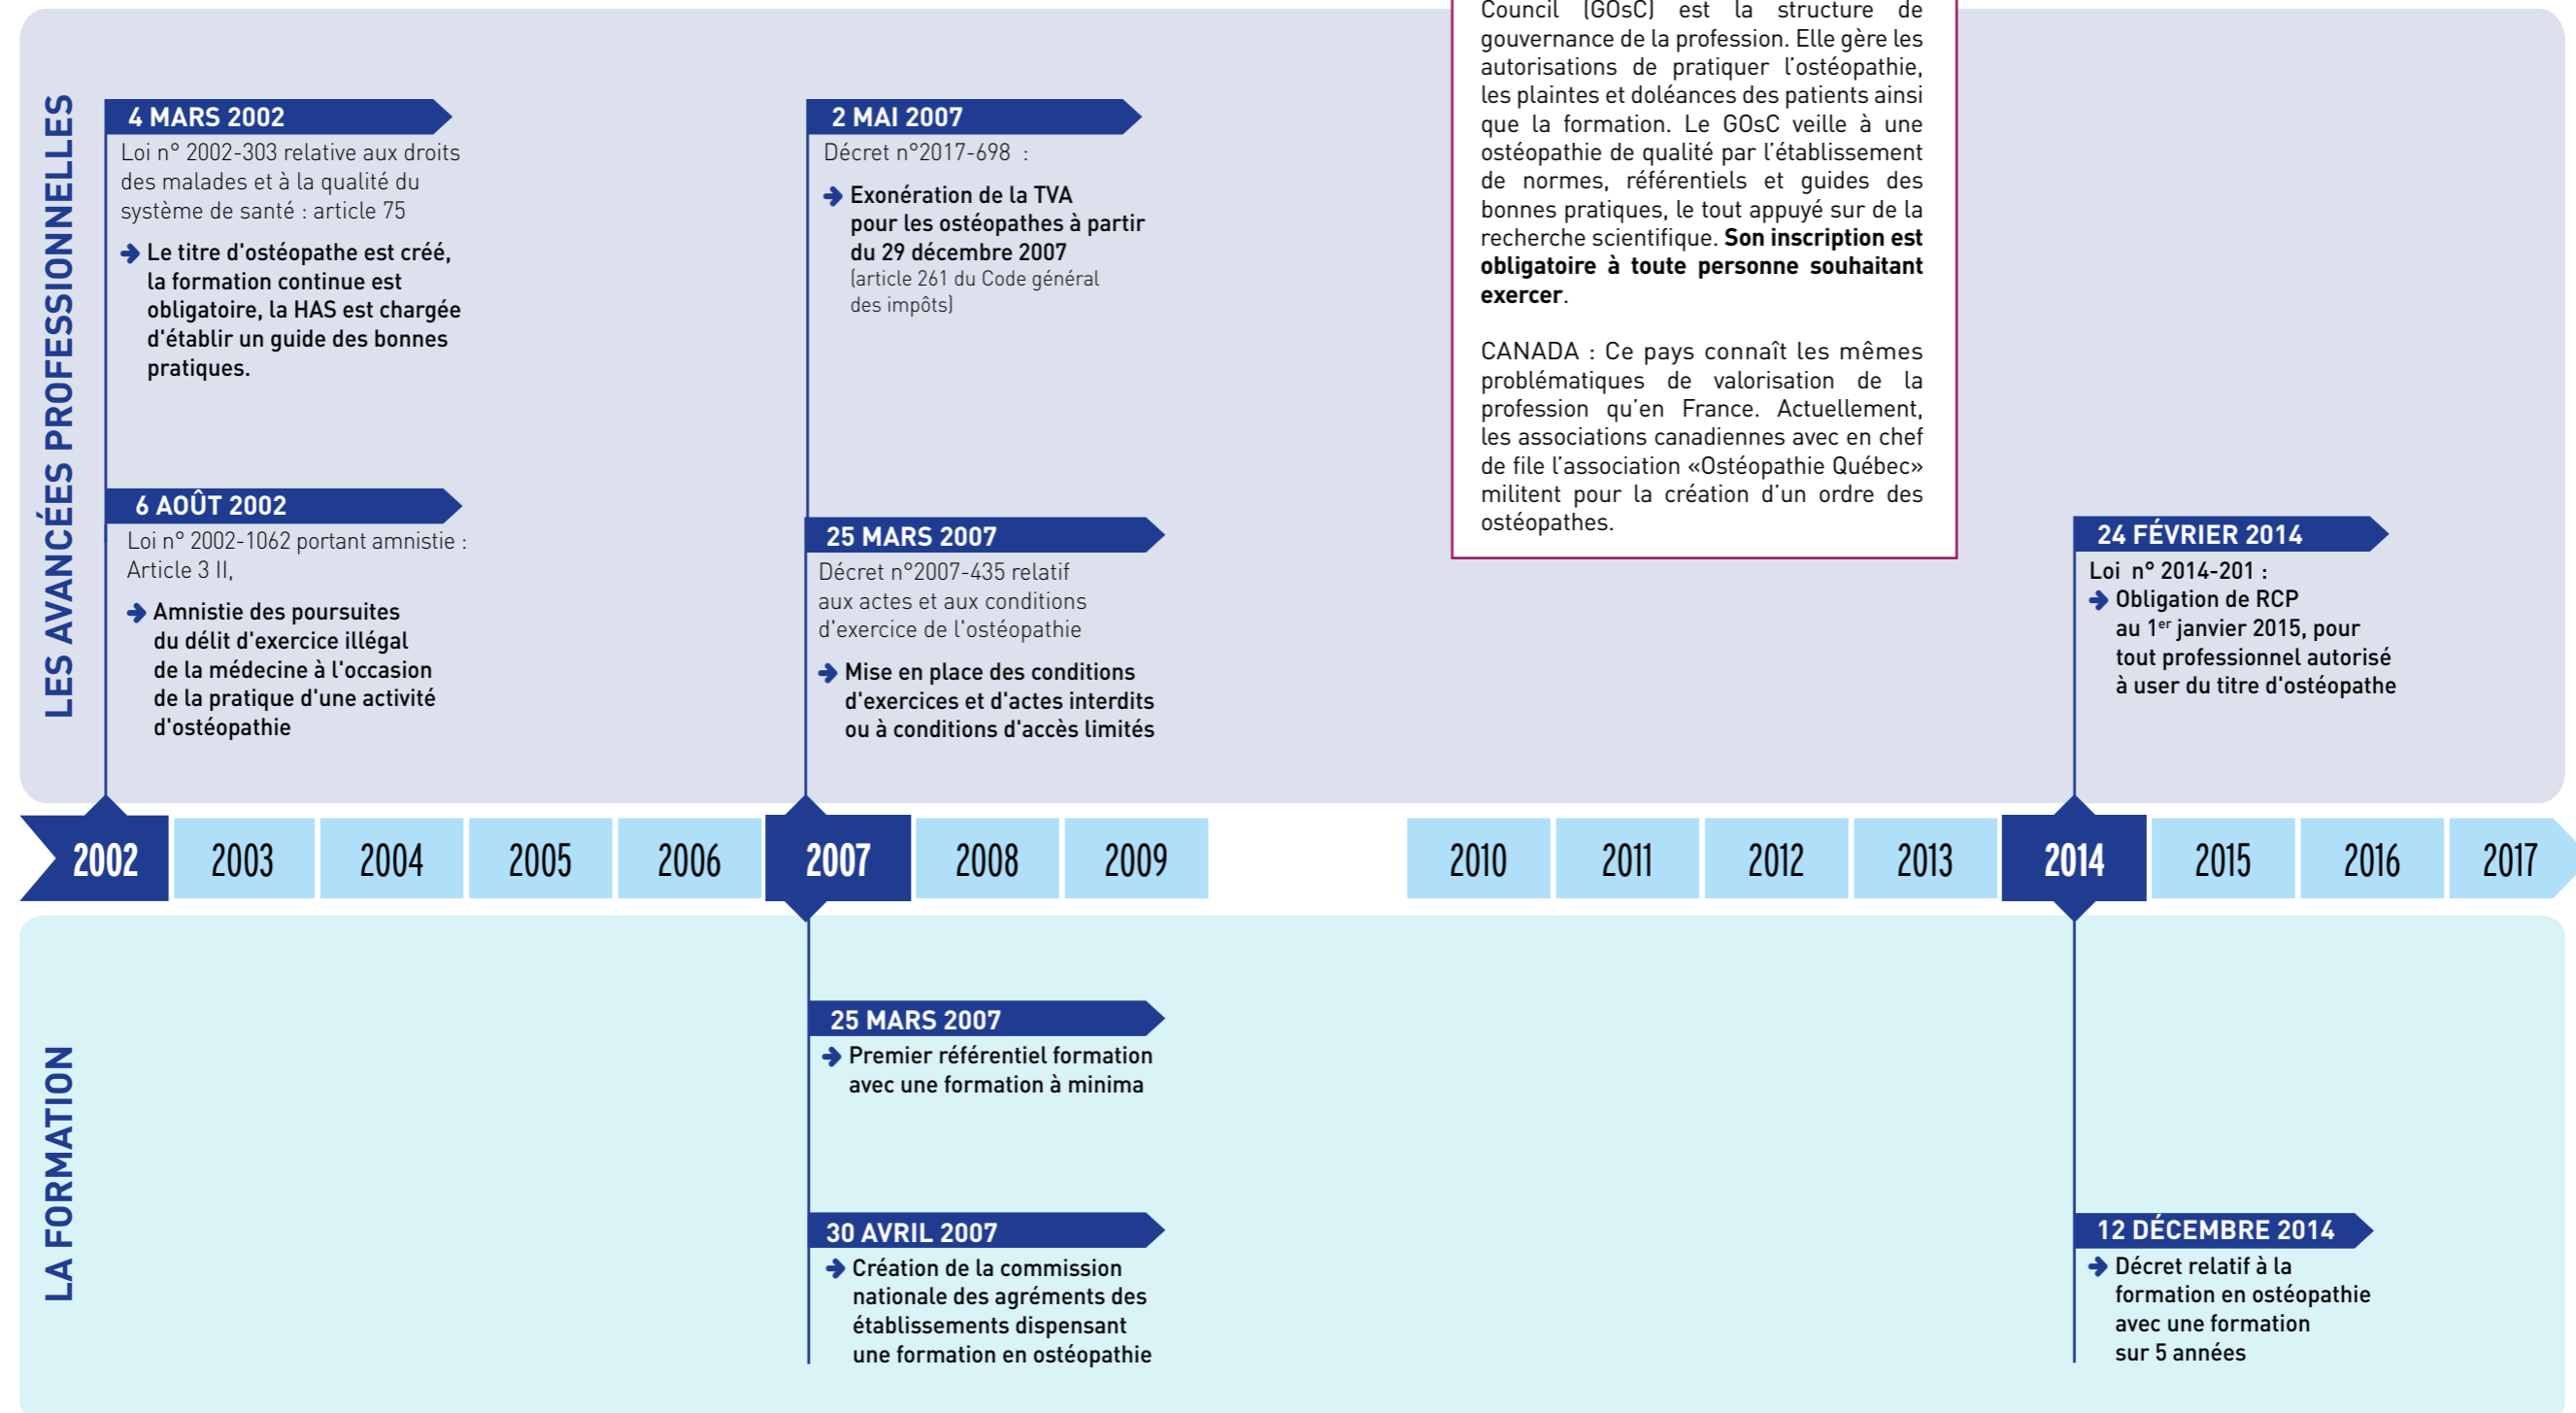 LES AVANCÉES PROFESSIONNELLES
4 MARS 2002
Loi n° 2002-303 relative aux droits
des malades et à la qualité du
système de santé : article 75
Le titre d'ostéopathe est créé,
la formation continue est
obligatoire, la HAS est chargée
d'établir un guide des bonnes
pratiques.
6 AOÛT 2002
Loi n° 2002-1062 portant amnistie :
Article 3 II,
Amnistie des poursuites
du délit d'exercice illégal
de la médecine à l'occasion
de la pratique d'une activité
d'ostéopathie
2 MAI 2007
Décret n°2017-698 :
Exonération de la TVA
pour les ostéopathes à partir
du 29 décembre 2007
(article 261 du Code général
des impôts)
25 MARS 2007
Décret n°2007-435 relatif
aux actes et aux conditions
d'exercice de l'ostéopathie
Mise en place des conditions
d'exercices et d'actes interdits
ou à conditions d'accès limités
Council (GOsC) est la structure de
gouvernance de la profession. Elle gère les
autorisations de pratiquer l'ostéopathie,
les plaintes et doléances des patients ainsi
que la formation. Le GOsC veille à une
ostéopathie de qualité par l'établissement
de normes, référentiels et guides des
bonnes pratiques, le tout appuyé sur de la
recherche scientifique. Son inscription est
obligatoire à toute personne souhaitant
exercer.
CANADA : Ce pays connaît les mêmes
problématiques de valorisation de la
profession qu'en France. Actuellement,
les associations canadiennes avec en chef
de file l'association «Ostéopathie Québec»
militent pour la création d'un ordre des
ostéopathes.
24 FÉVRIER 2014
Loi n° 2014-201 :
Obligation de RCP
au 1er janvier 2015, pour
tout professionnel autorisé
à user du titre d'ostéopathe
2002 2003 2004 2005 2006 2007 2008 2009 2010 2011 2012 2013 2014 2015 2016 2017
LA FORMATION
25 MARS 2007
Premier référentiel formation
avec une formation à minima
30 AVRIL 2007
Création de la commission
nationale des agréments des
établissements dispensant
une formation en ostéopathie
12 DÉCEMBRE 2014
Décret relatif à la
formation en ostéopathie
avec une formation
sur 5 années